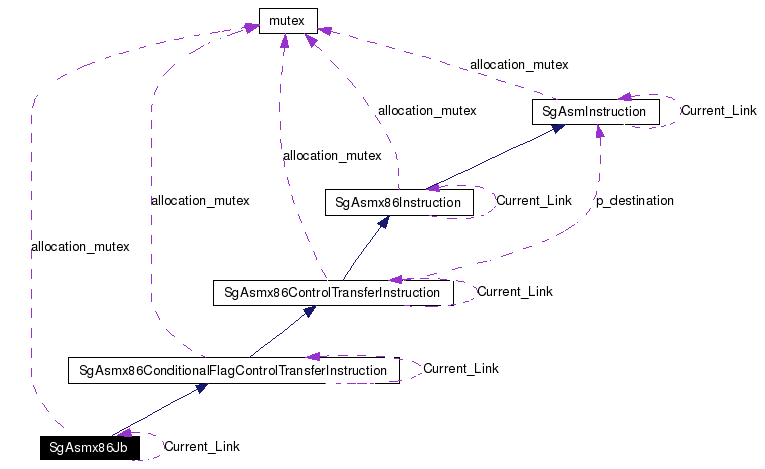 mutex
allocation_mutex
SgAsmInstruction
Current_Link
allocation_mutex
allocation_mutex
SgAsmx86Instruction
Current_Link
p_destination
allocation_mutex
allocation_mutex
SgAsmx86ControlTransferInstruction
Current_Link
SgAsmx86ConditionalFlagControlTransferInstruction
Current_Link
SgAsmx86Jb
Current_Link